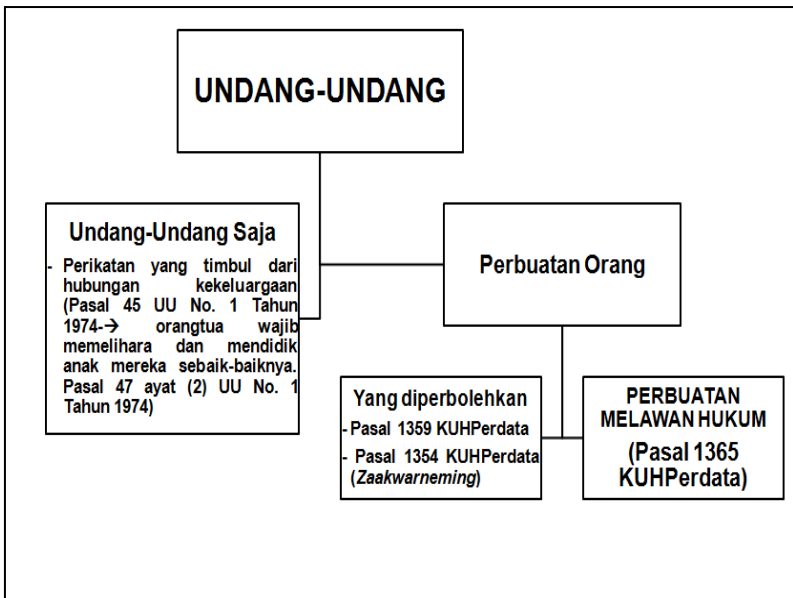 UNDANG-UNDANG
Undang-Undang Saja
- Perikatan yang timbul dari
hubungan kekeluargaan
(Pasal 45 UU No. 1 Tahun
1974-→ orangtua wajib
memelihara dan mendidik
anak mereka sebaik-baiknya.
Pasal 47 ayat (2) UU No. 1
Tahun 1974)
Perbuatan Orang
Yang diperbolehkan
- Pasal 1359 KUHPerdata
- Pasal 1354 KUHPerdata
(Zaakwarneming)
PERBUATAN
MELAWAN HUKUM
(Pasal 1365
KUHPerdata)